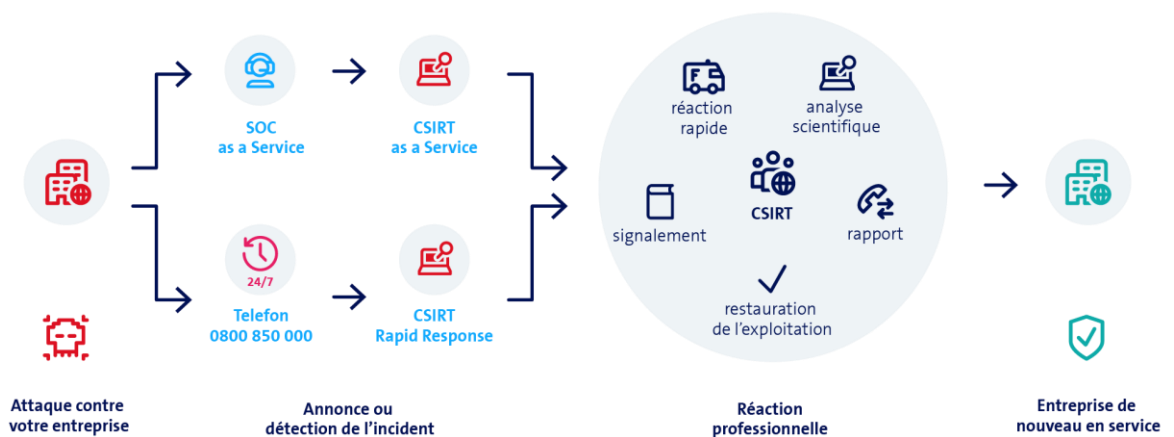 SOC
as a Service
CSIRT
as a Service
24/7
Telefon
0800 850 000
CSIRT
Rapid Response
F
réaction
rapide
analyse
scientifique
CSIRT
signalement
rapport
restauration
de l'exploitation
Attaque contre
votre entreprise
Annonce ou
détection de l'incident
Réaction
professionnelle
Entreprise de
nouveau en service